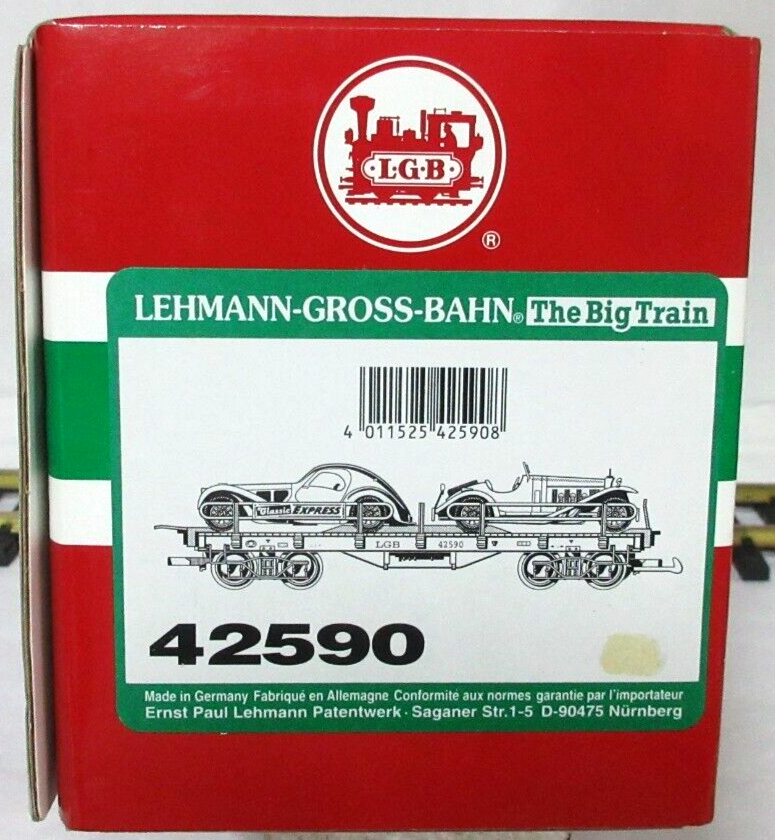 ·L·G·B·
®
LEHMANN-GROSS-BAHN® The Big Train
4 011525 425908
Classic EXPRESS
LGB 42590
42590
Made in Germany Fabriqué en Allemagne Conformité aux normes garantie par l'importateur
Ernst Paul Lehmann Patentwerk · Saganer Str.1-5 D-90475 Nürnberg